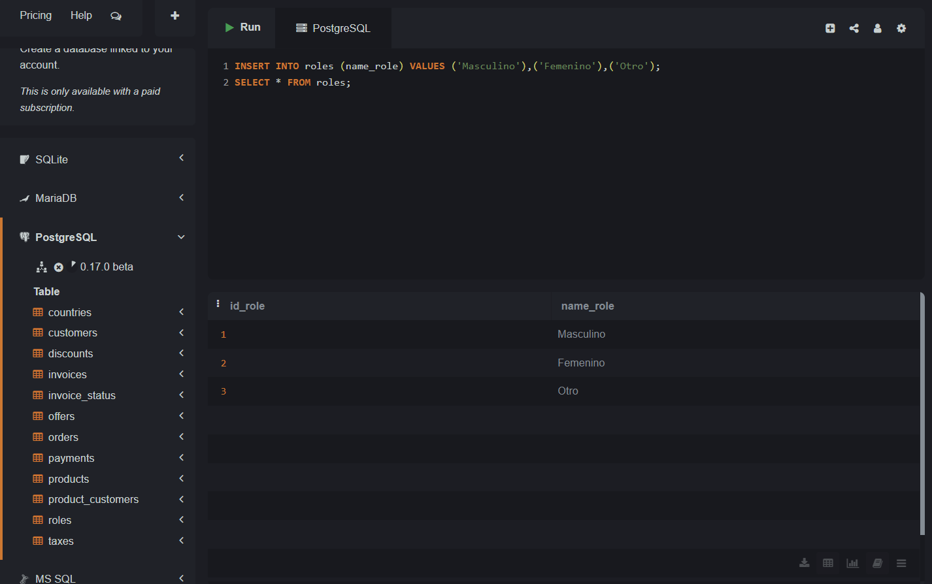 Pricing Help
Run PostgreSQL
Create a database linked to your
account.
This is only available with a paid
subscription.
SQLite
MariaDB
PostgreSQL
0.17.0 beta
Table
countries
customers
discounts
invoices
invoice_status
offers
orders
payments
products
product_customers
roles
taxes
MS SQL
1 INSERT INTO roles (name_role) VALUES ('Masculino'),('Femenino'),('Otro');
2 SELECT * FROM roles;
id_role name_role
1 Masculino
2 Femenino
3 Otro